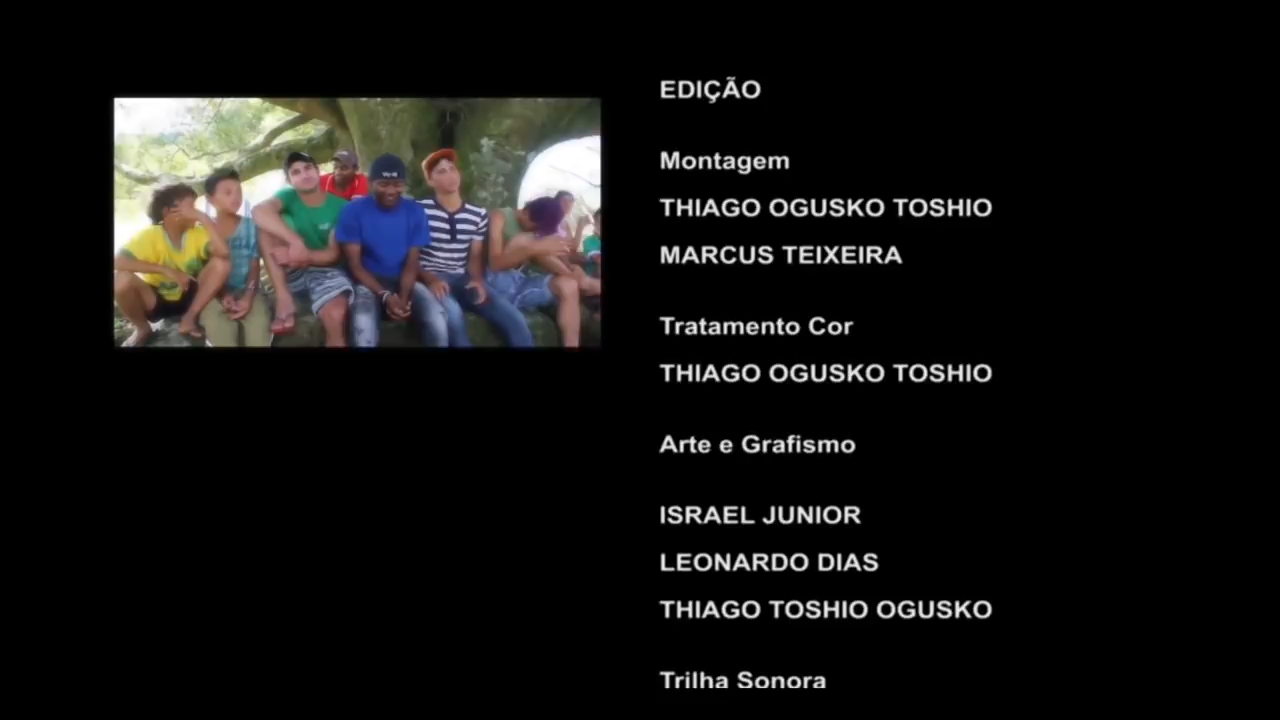 EDIÇÃO
Montagem
THIAGO OGUSKO TOSHIO
MARCUS TEIXEIRA
Tratamento Cor
THIAGO OGUSKO TOSHIO
Arte e Grafismo
ISRAEL JUNIOR
LEONARDO DIAS
THIAGO TOSHIO OGUSKO
Trilha Sonora